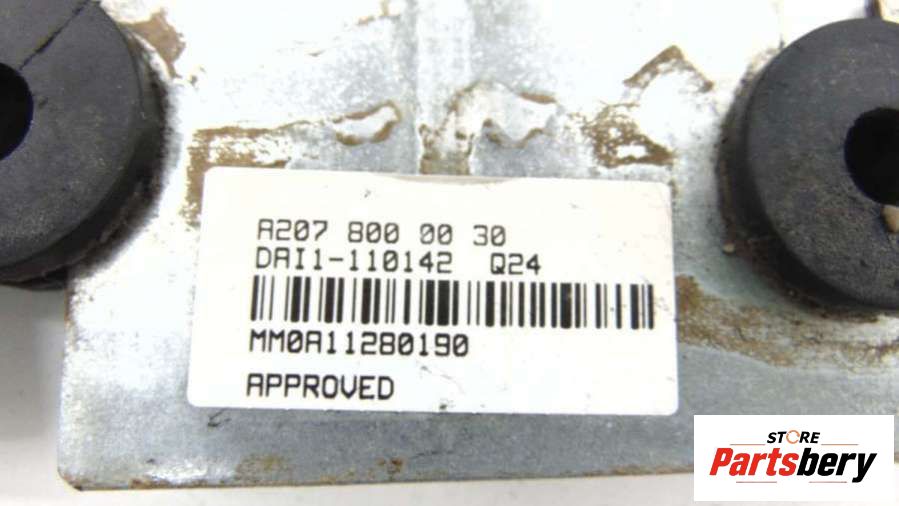 A207 800 00 30
DAI1-110142 Q24
MM0A11280190
APPROVED
STORE
Partsbery